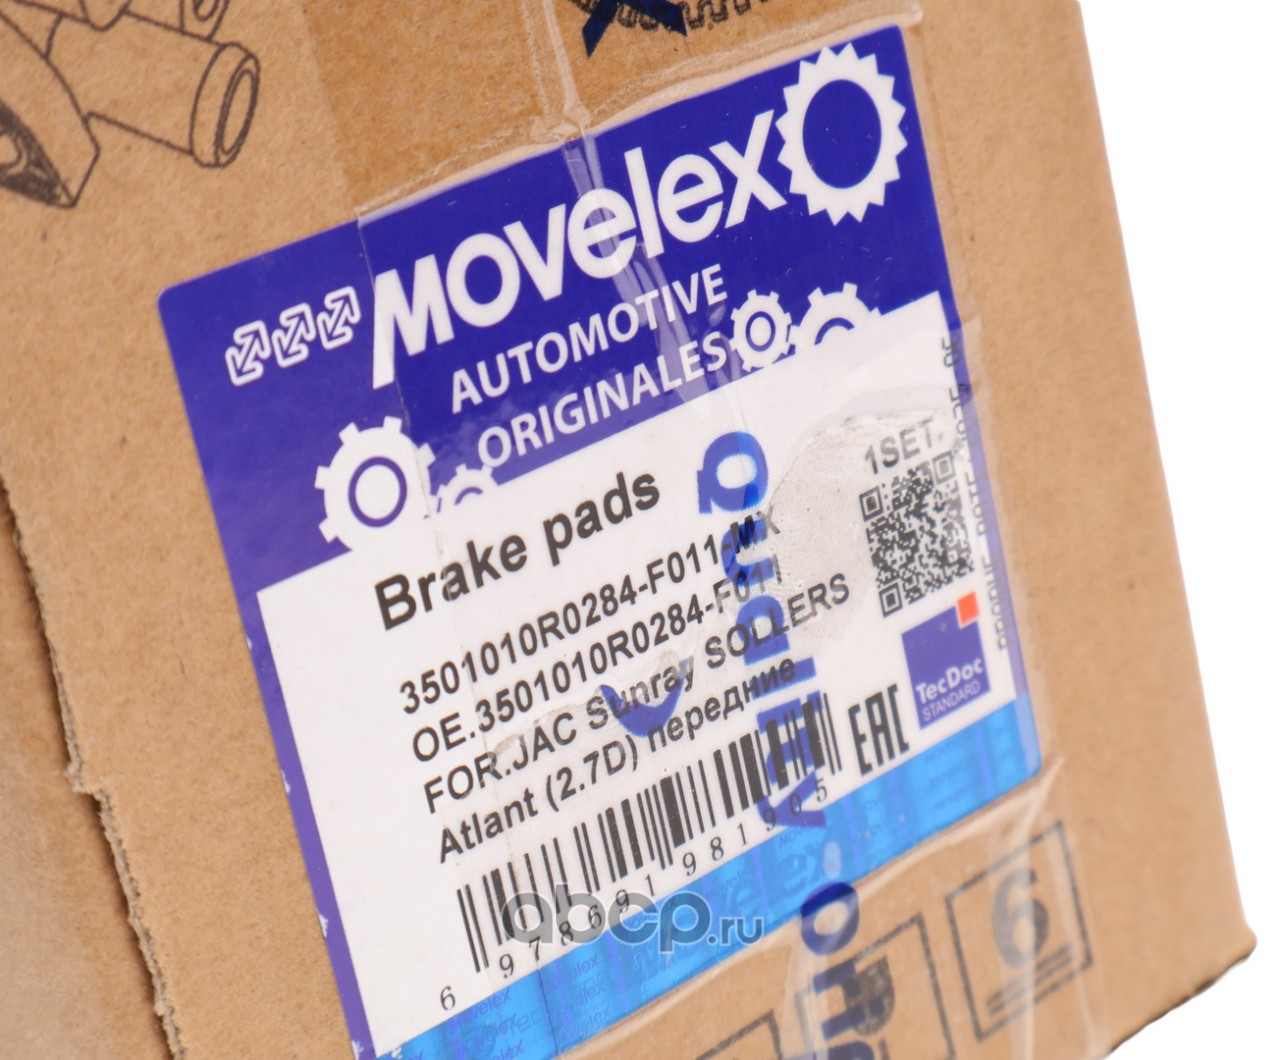 Movelex
AUTOMOTIVE
ORIGINALES
Brake pads
1SET.
3501010R0284-F011-MX
OE.3501010R0284-F011
FOR.JAC Sunray SOLLERS
Atlant (2.7D) передние
EAC
TecDoc
STANDARD
6 978691 981905
abcp.ru
6